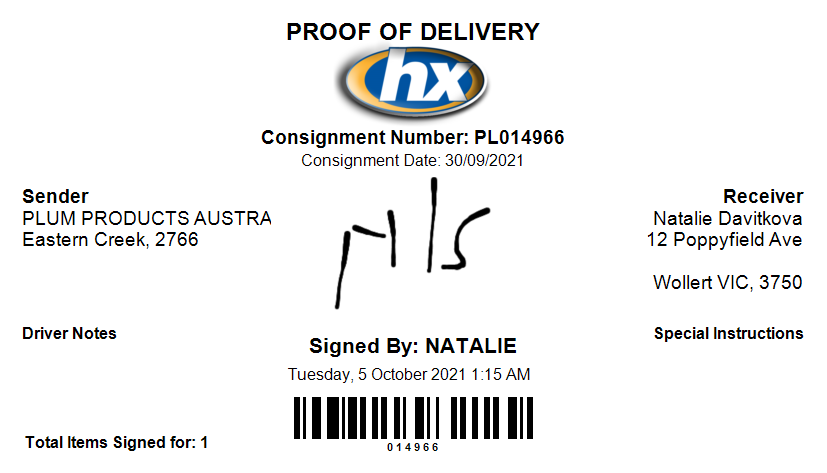 PROOF OF DELIVERY
hx
Consignment Number: PL014966
Consignment Date: 30/09/2021
Sender
PLUM PRODUCTS AUSTRA
Eastern Creek, 2766
Receiver
Natalie Davitkova
12 Poppyfield Ave
Wollert VIC, 3750
Driver Notes
Special Instructions
Signed By: NATALIE
Tuesday, 5 October 2021 1:15 AM
014966
Total Items Signed for: 1